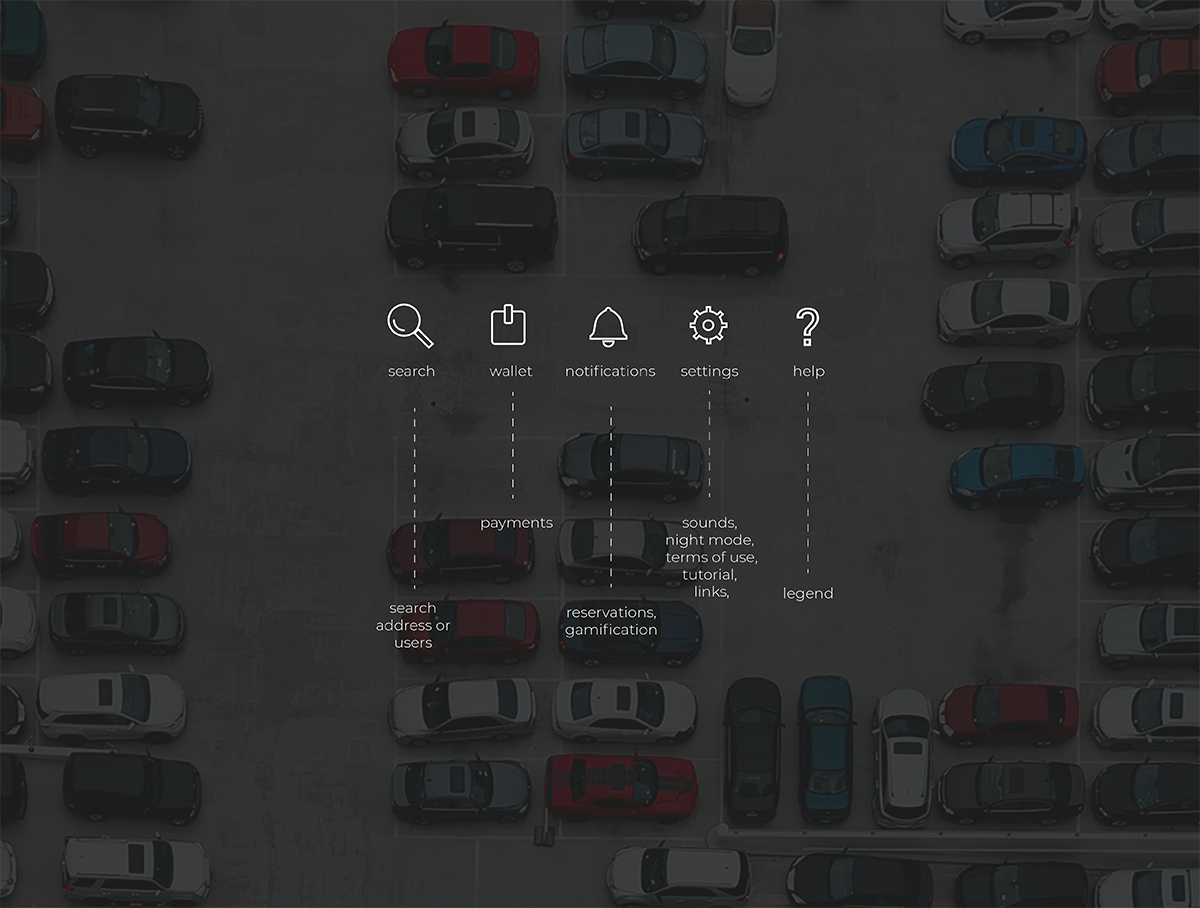 search
wallet
notifications
settings
help
payments
sounds,
night mode,
terms of use,
tutorial,
links,
legend
search
address or
users
reservations,
gamification